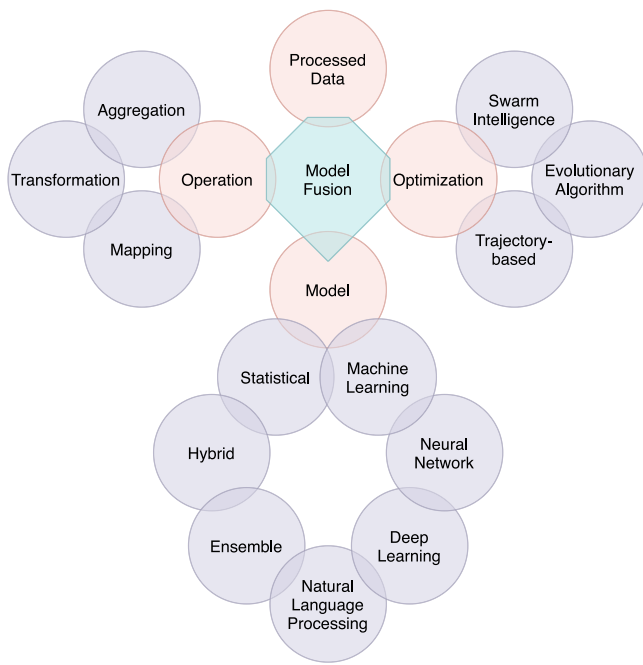 Processed
Data
Aggregation
Swarm
Intelligence
Transformation
Operation
Model
Fusion
Optimization
Evolutionary
Algorithm
Mapping
Trajectory-
based
Model
Statistical
Machine
Learning
Hybrid
Neural
Network
Ensemble
Deep
Learning
Natural
Language
Processing